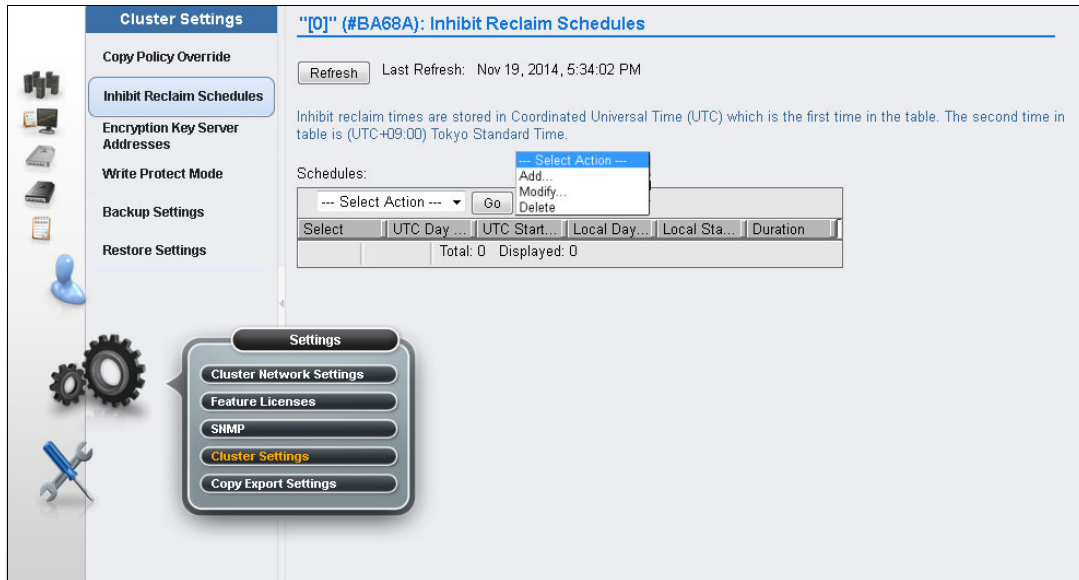 Cluster Settings
Copy Policy Override
Inhibit Reclaim Schedules
Encryption Key Server
Addresses
Write Protect Mode
Backup Settings
Restore Settings
"[0]" (#BA68A): Inhibit Reclaim Schedules
Refresh Last Refresh: Nov 19, 2014, 5:34:02 PM
Inhibit reclaim times are stored in Coordinated Universal Time (UTC) which is the first time in the table. The second time in
table is (UTC+09:00) Tokyo Standard Time.
Schedules:
--- Select Action --- Go
--- Select Action ---
Add...
Modify...
Delete
Select UTC Day ... UTC Start... Local Day... Local Sta... Duration
Total: 0 Displayed: 0
Settings
Cluster Network Settings
Feature Licenses
SNMP
Cluster Settings
Copy Export Settings